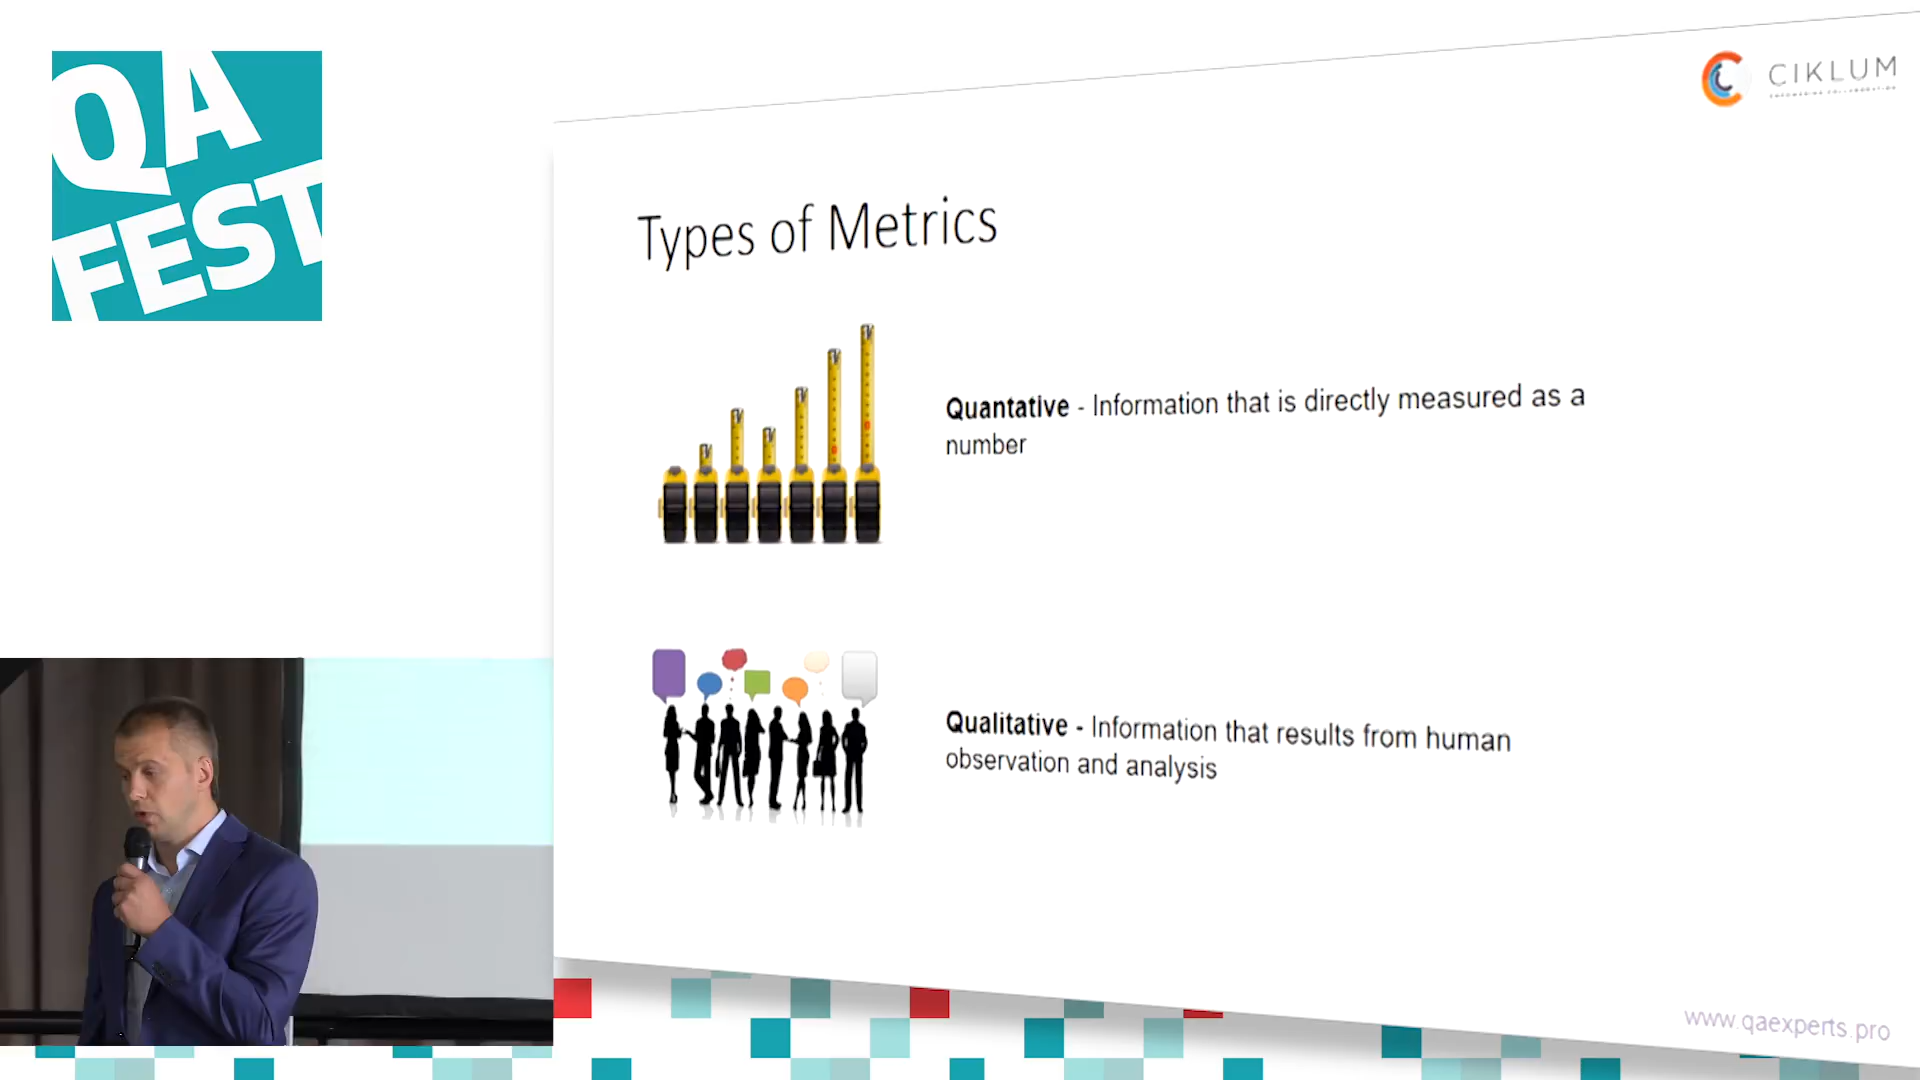 QA
FEST
CIKLUM
Types of Metrics
Quantative - Information that is directly measured as a
number
Qualitative - Information that results from human
observation and analysis
www.qaexperts.pro